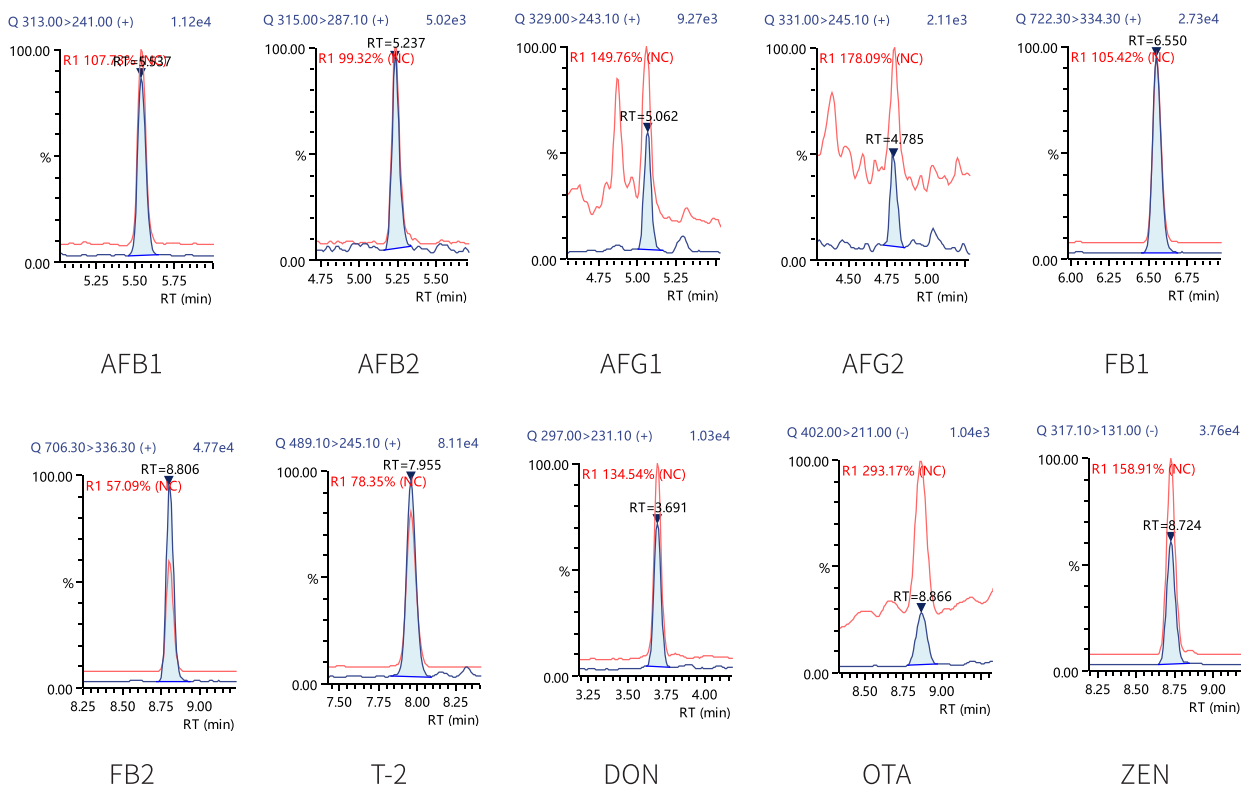 Q 313.00>241.00 (+) 1.12e4
100.00
R1 107.73% (NC)
RT=5.537
%
0.00
5.25 5.50 5.75
RT (min)
AFB1
Q 315.00>287.10 (+) 5.02e3
RT=5.237
100.00
R1 99.32% (NC)
%
0.00
4.75 5.00 5.25 5.50
RT (min)
AFB2
Q 329.00>243.10 (+) 9.27e3
100.00
R1 149.76% (NC)
RT=5.062
%
0.00
4.75 5.00 5.25
RT (min)
AFG1
Q 331.00>245.10 (+) 2.11e3
100.00
R1 178.09% (NC)
RT=4.785
%
0.00
4.50 4.75 5.00
RT (min)
AFG2
Q 722.30>334.30 (+) 2.73e4
RT=6.550
100.00
R1 105.42% (NC)
%
0.00
6.00 6.25 6.50 6.75
RT (min)
FB1
Q 706.30>336.30 (+) 4.77e4
RT=8.806
100.00
R1 57.09% (NC)
%
0.00
8.25 8.50 8.75 9.00
RT (min)
FB2
Q 489.10>245.10 (+) 8.11e4
RT=7.955
100.00
R1 78.35% (NC)
%
0.00
7.50 7.75 8.00 8.25
RT (min)
T-2
Q 297.00>231.10 (+) 1.03e4
100.00
R1 134.54% (NC)
RT=3.691
%
0.00
3.25 3.50 3.75 4.00
RT (min)
DON
Q 402.00>211.00 (-) 1.04e3
100.00
R1 293.17% (NC)
RT=8.866
%
0.00
8.50 8.75 9.00
RT (min)
OTA
Q 317.10>131.00 (-) 3.76e4
100.00
R1 158.91% (NC)
RT=8.724
%
0.00
8.25 8.50 8.75 9.00
RT (min)
ZEN